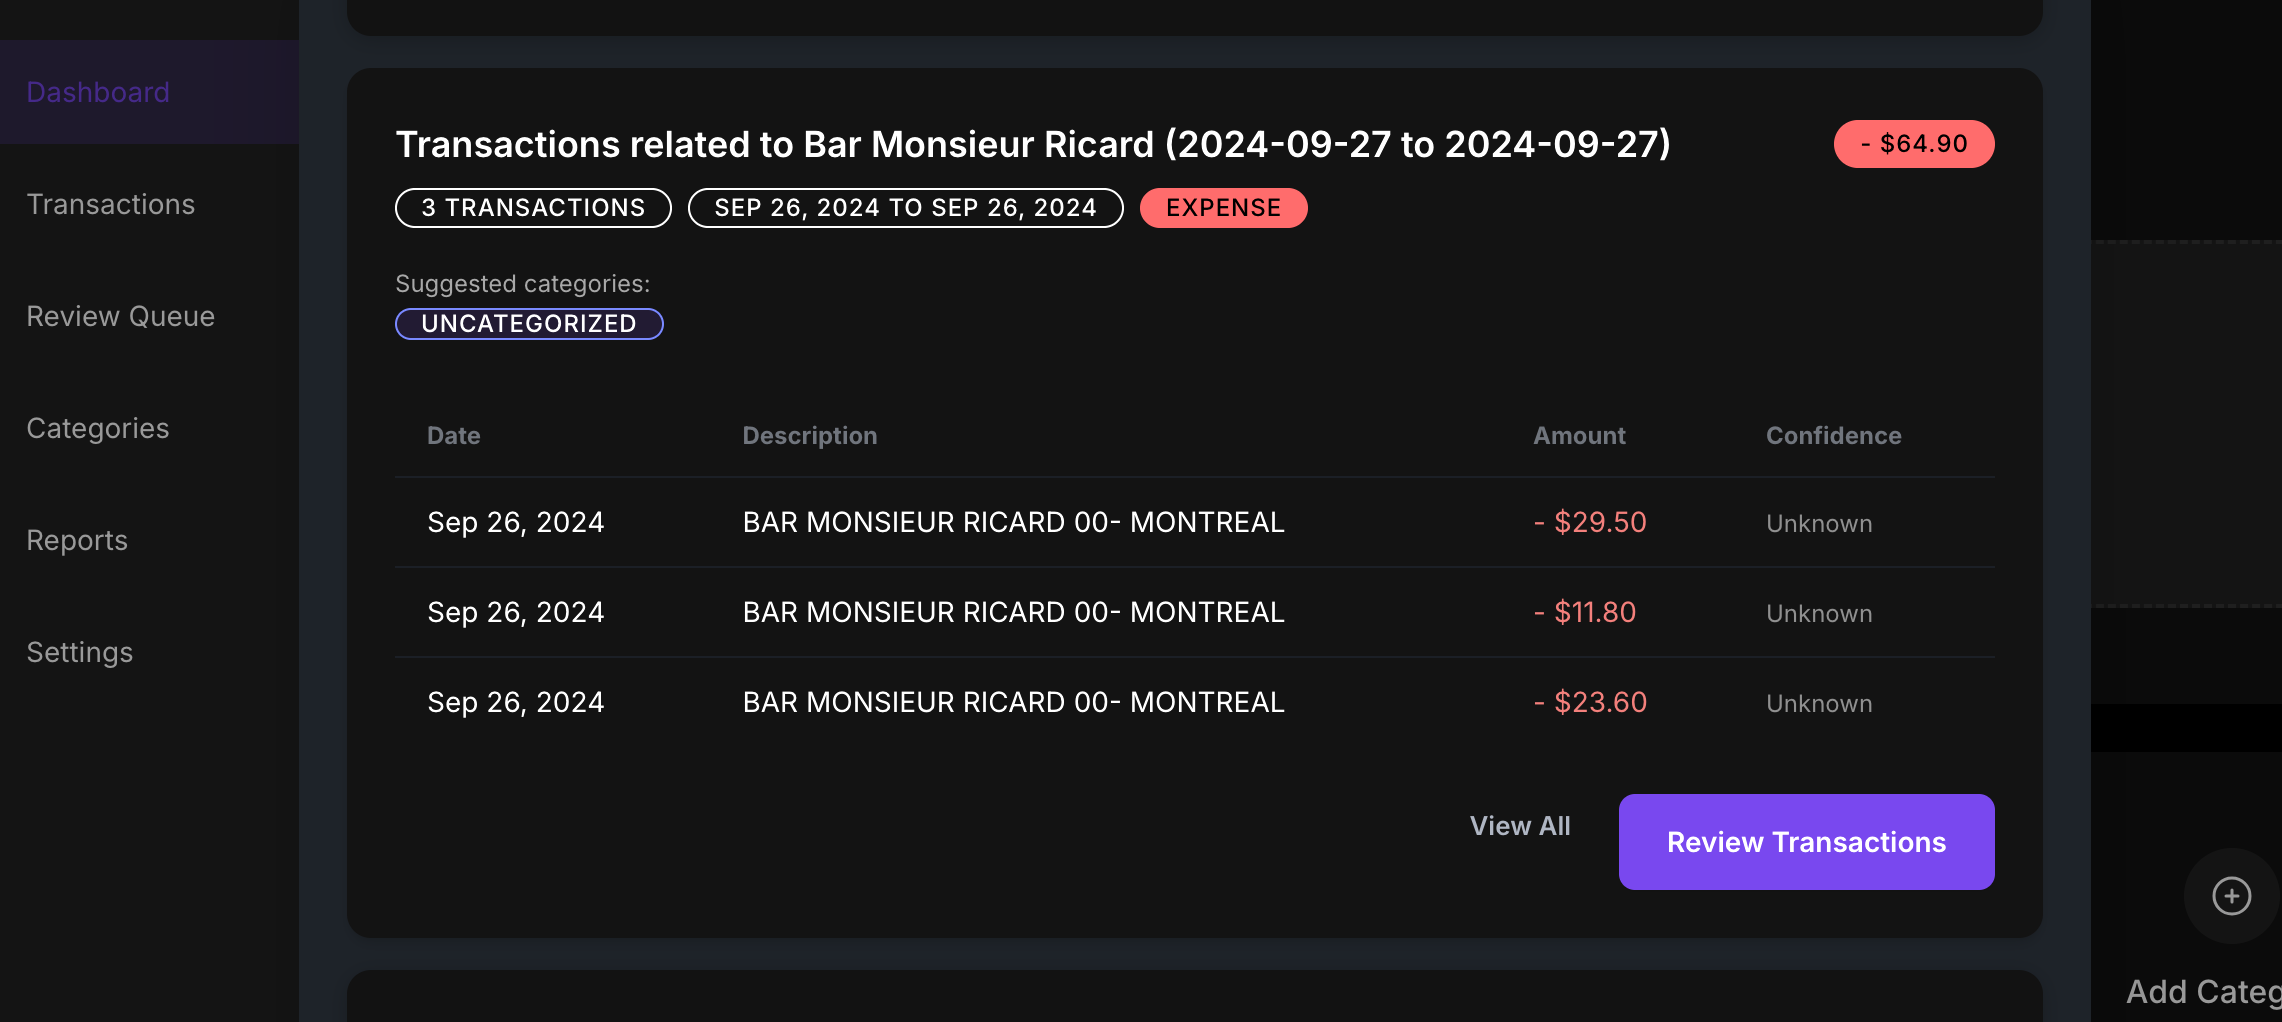 Dashboard
Transactions
Review Queue
Categories
Reports
Settings
Transactions related to Bar Monsieur Ricard (2024-09-27 to 2024-09-27)
- $64.90
3 TRANSACTIONS
SEP 26, 2024 TO SEP 26, 2024
EXPENSE
Suggested categories:
UNCATEGORIZED
Date Description Amount Confidence
Sep 26, 2024 BAR MONSIEUR RICARD 00- MONTREAL - $29.50 Unknown
Sep 26, 2024 BAR MONSIEUR RICARD 00- MONTREAL - $11.80 Unknown
Sep 26, 2024 BAR MONSIEUR RICARD 00- MONTREAL - $23.60 Unknown
View All
Review Transactions
Add Categ